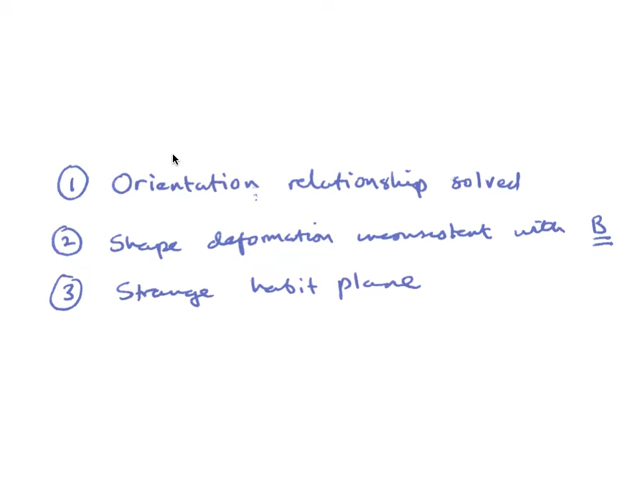 ① Orientation relationship solved
② Shape deformation inconsistent with B
③ Strange habit plane